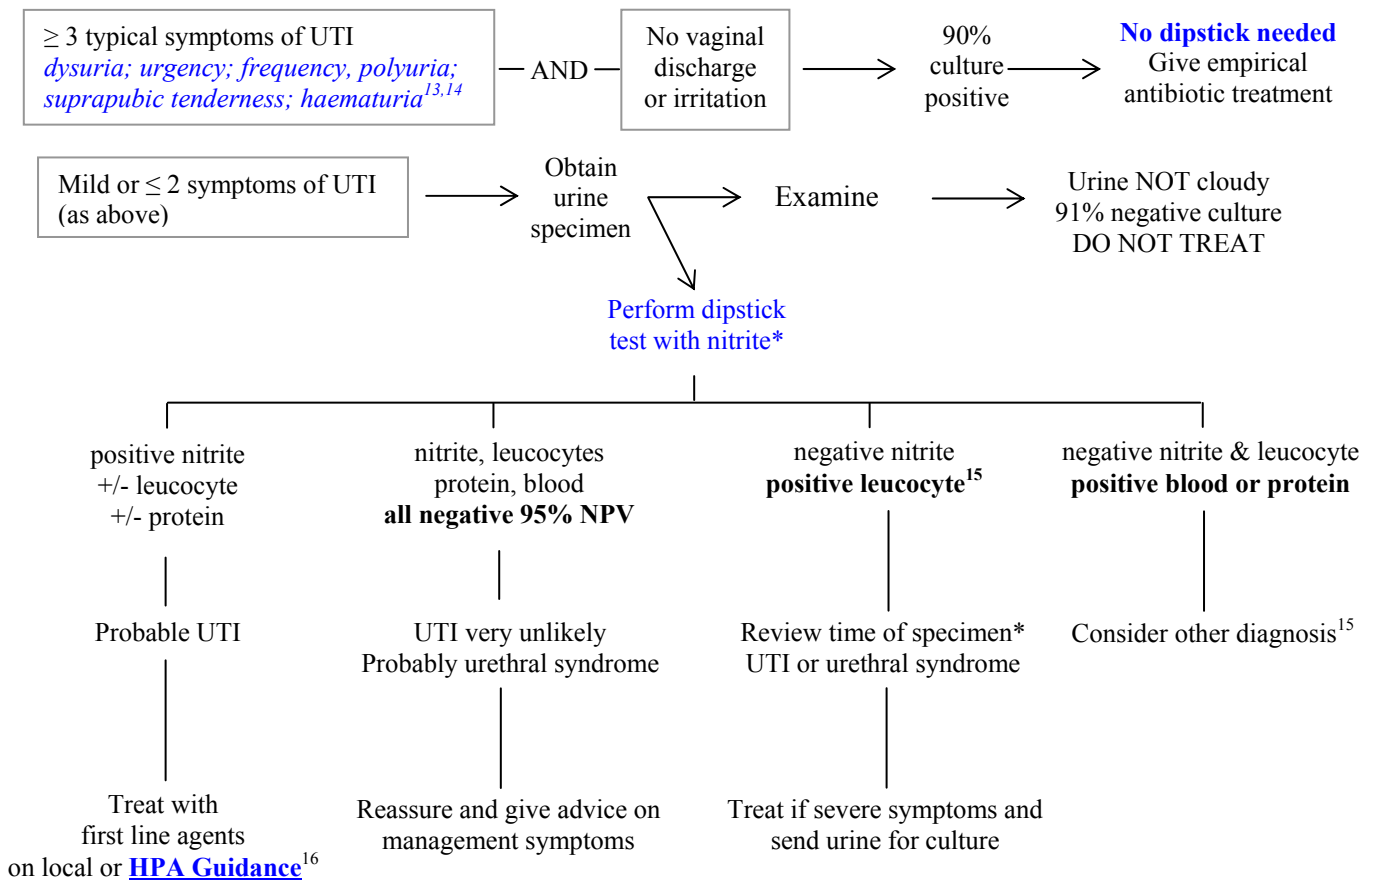 ≥ 3 typical symptoms of UTI
dysuria; urgency; frequency, polyuria;
suprapubic tenderness; haematuria13,14
AND
No vaginal
discharge
or irritation
90%
culture
positive
No dipstick needed
Give empirical
antibiotic treatment
Mild or ≤ 2 symptoms of UTI
(as above)
Obtain
urine
specimen
Examine
Urine NOT cloudy
91% negative culture
DO NOT TREAT
Perform dipstick
test with nitrite*
positive nitrite
+/- leucocyte
+/- protein
Probable UTI
Treat with
first line agents
on local or HPA Guidance16
nitrite, leucocytes
protein, blood
all negative 95% NPV
UTI very unlikely
Probably urethral syndrome
Reassure and give advice on
management symptoms
negative nitrite
positive leucocyte15
Review time of specimen*
UTI or urethral syndrome
Treat if severe symptoms and
send urine for culture
negative nitrite & leucocyte
positive blood or protein
Consider other diagnosis15